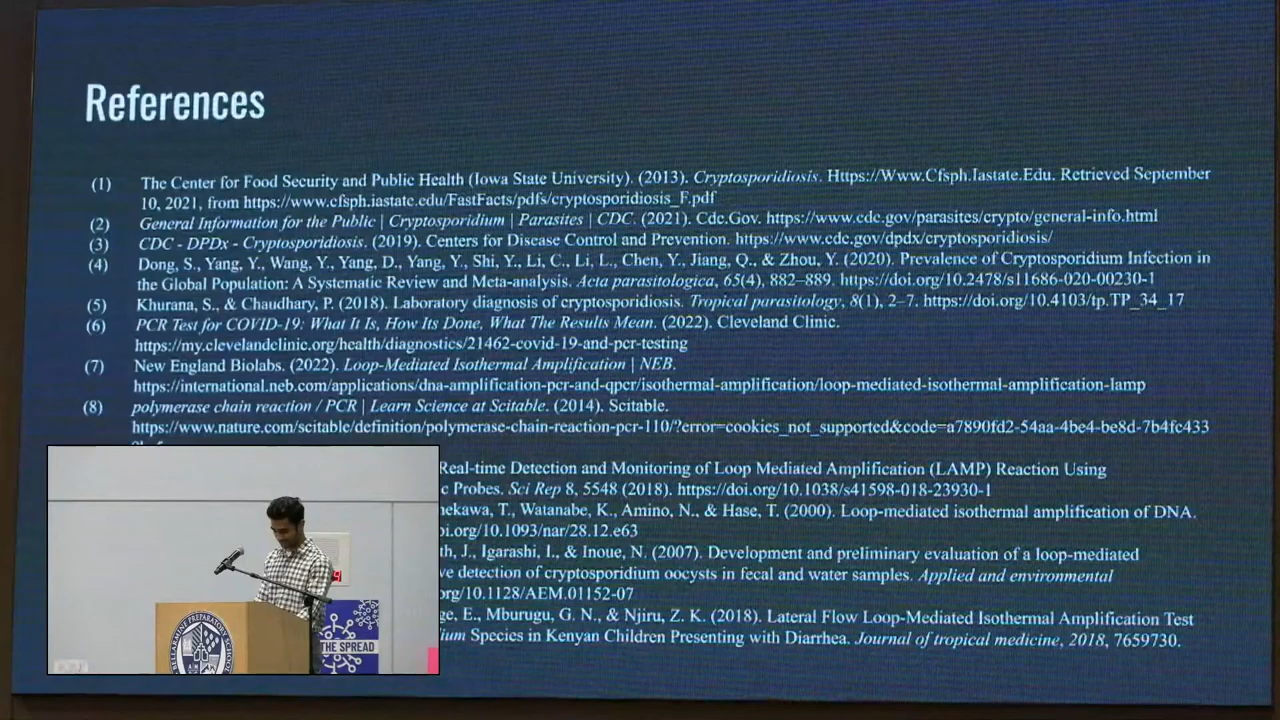 References
(1) The Center for Food Security and Public Health (Iowa State University). (2013). Cryptosporidiosis. Https://Www.Cfsph.Iastate.Edu. Retrieved September
10, 2021, from https://www.cfsph.iastate.edu/FastFacts/pdfs/cryptosporidiosis_F.pdf
(2) General Information for the Public | Cryptosporidium | Parasites | CDC. (2021). Cdc.Gov. https://www.cdc.gov/parasites/crypto/general-info.html
(3) CDC - DPDx - Cryptosporidiosis. (2019). Centers for Disease Control and Prevention. https://www.cdc.gov/dpdx/cryptosporidiosis/
(4) Dong, S., Yang, Y., Wang, Y., Yang, D., Yang, Y., Shi, Y., Li, C., Li, L., Chen, Y., Jiang, Q., & Zhou, Y. (2020). Prevalence of Cryptosporidium Infection in
the Global Population: A Systematic Review and Meta-analysis. Acta parasitologica, 65(4), 882–889. https://doi.org/10.2478/s11686-020-00230-1
(5) Khurana, S., & Chaudhary, P. (2018). Laboratory diagnosis of cryptosporidiosis. Tropical parasitology, 8(1), 2–7. https://doi.org/10.4103/tp.TP_34_17
(6) PCR Test for COVID-19: What It Is, How Its Done, What The Results Mean. (2022). Cleveland Clinic.
https://my.clevelandclinic.org/health/diagnostics/21462-covid-19-and-pcr-testing
(7) New England Biolabs. (2022). Loop-Mediated Isothermal Amplification | NEB.
https://international.neb.com/applications/dna-amplification-pcr-and-qpcr/isothermal-amplification/loop-mediated-isothermal-amplification-lamp
(8) polymerase chain reaction / PCR | Learn Science at Scitable. (2014). Scitable.
https://www.nature.com/scitable/definition/polymerase-chain-reaction-pcr-110/?error=cookies_not_supported&code=a7890fd2-54aa-4be4-be8d-7b4fc433
Real-time Detection and Monitoring of Loop Mediated Amplification (LAMP) Reaction Using
c Probes. Sci Rep 8, 5548 (2018). https://doi.org/10.1038/s41598-018-23930-1
nekawa, T., Watanabe, K., Amino, N., & Hase, T. (2000). Loop-mediated isothermal amplification of DNA.
oi.org/10.1093/nar/28.12.e63
th, J., Igarashi, I., & Inoue, N. (2007). Development and preliminary evaluation of a loop-mediated
ve detection of cryptosporidium oocysts in fecal and water samples. Applied and environmental
org/10.1128/AEM.01152-07
ge, E., Mburugu, G. N., & Njiru, Z. K. (2018). Lateral Flow Loop-Mediated Isothermal Amplification Test
ium Species in Kenyan Children Presenting with Diarrhea. Journal of tropical medicine, 2018, 7659730.
BELLARMINE PREPARATORY SCHOOL
THE SPREAD